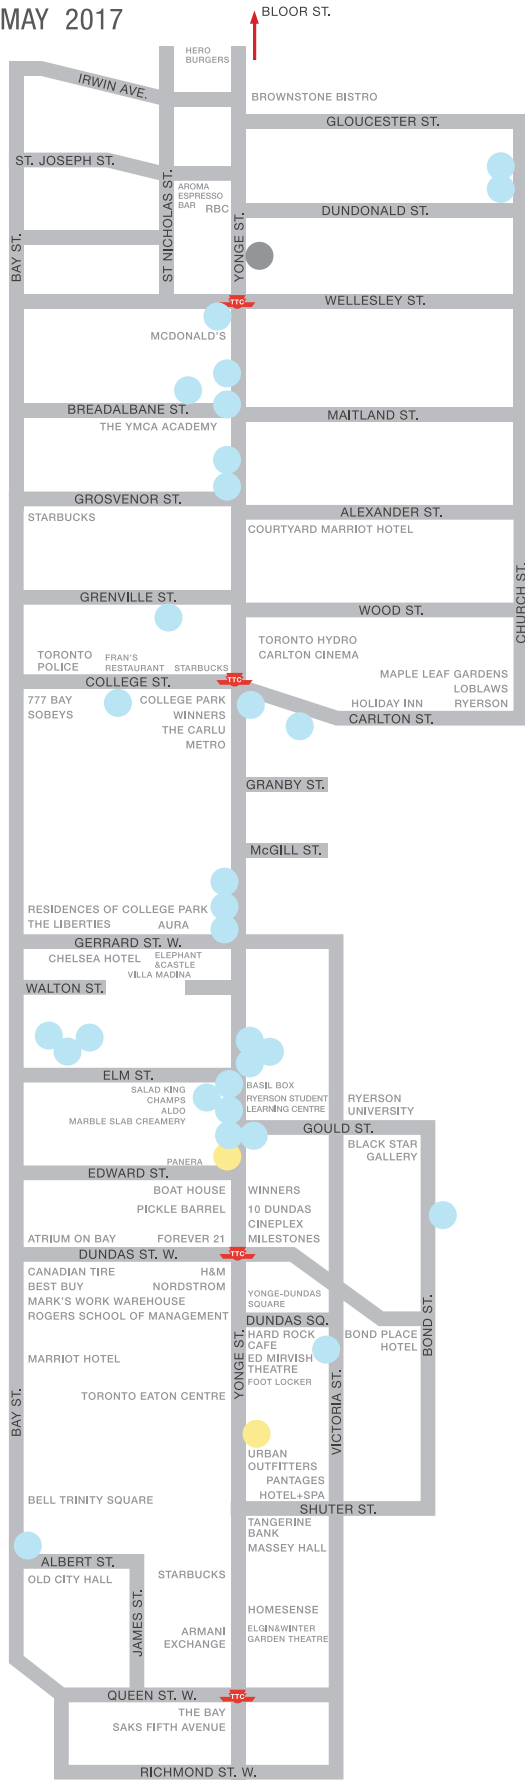 MAY 2017
BLOOR ST.
HERO
BURGERS
IRWIN AVE.
BROWNSTONE BISTRO
GLOUCESTER ST.
ST. JOSEPH ST.
ST NICHOLAS ST.
AROMA
ESPRESSO
BAR
RBC
DUNDONALD ST.
BAY ST.
YONGE ST.
TTC
WELLESLEY ST.
MCDONALD'S
BREADALBANE ST.
MAITLAND ST.
THE YMCA ACADEMY
GROSVENOR ST.
ALEXANDER ST.
STARBUCKS
COURTYARD MARRIOT HOTEL
CHURCH ST.
GRENVILLE ST.
WOOD ST.
TORONTO HYDRO
CARLTON CINEMA
TORONTO
POLICE
FRAN'S
RESTAURANT
STARBUCKS
COLLEGE ST.
TTC
MAPLE LEAF GARDENS
LOBLAWS
RYERSON
HOLIDAY INN
CARLTON ST.
777 BAY
SOBEYS
COLLEGE PARK
WINNERS
THE CARLU
METRO
GRANBY ST.
McGILL ST.
RESIDENCES OF COLLEGE PARK
THE LIBERTIES
AURA
GERRARD ST. W.
CHELSEA HOTEL
ELEPHANT
&CASTLE
VILLA MADINA
WALTON ST.
ELM ST.
SALAD KING
CHAMPS
ALDO
MARBLE SLAB CREAMERY
BASIL BOX
RYERSON STUDENT
LEARNING CENTRE
RYERSON
UNIVERSITY
GOULD ST.
BLACK STAR
GALLERY
PANERA
EDWARD ST.
BOAT HOUSE
WINNERS
PICKLE BARREL
10 DUNDAS
CINEPLEX
ATRIUM ON BAY
FOREVER 21
MILESTONES
DUNDAS ST. W.
TTC
CANADIAN TIRE
H&M
BEST BUY
NORDSTROM
MARK'S WORK WAREHOUSE
ROGERS SCHOOL OF MANAGEMENT
YONGE-DUNDAS
SQUARE
DUNDAS SQ.
BOND ST.
HARD ROCK
CAFE
ED MIRVISH
THEATRE
FOOT LOCKER
BOND PLACE
HOTEL
MARRIOT HOTEL
YONGE ST.
VICTORIA ST.
BAY ST.
TORONTO EATON CENTRE
URBAN
OUTFITTERS
PANTAGES
HOTEL+SPA
BELL TRINITY SQUARE
SHUTER ST.
TANGERINE
BANK
MASSEY HALL
ALBERT ST.
OLD CITY HALL
STARBUCKS
JAMES ST.
HOMESENSE
ARMANI
EXCHANGE
ELGIN&WINTER
GARDEN THEATRE
QUEEN ST. W.
TTC
THE BAY
SAKS FIFTH AVENUE
RICHMOND ST. W.